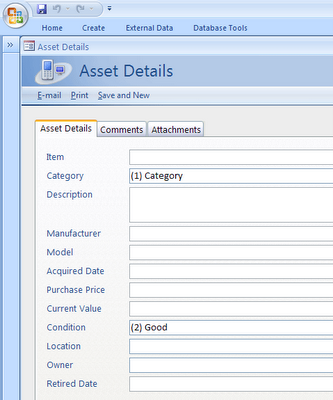 Home Create External Data Database Tools
» Asset Details
Asset Details
E-mail Print Save and New
Asset Details Comments Attachments
Item
Category (1) Category
Description
Manufacturer
Model
Acquired Date
Purchase Price
Current Value
Condition (2) Good
Location
Owner
Retired Date